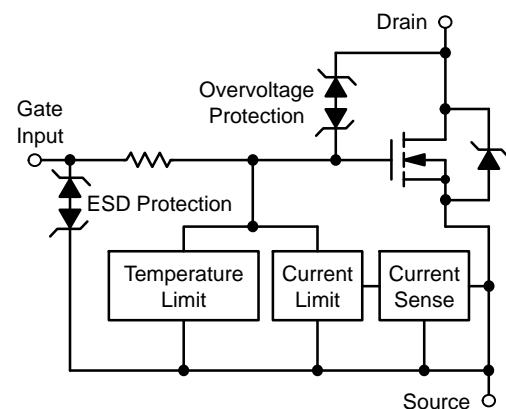 Drain
Overvoltage
Protection
Gate
Input
ESD Protection
Temperature
Limit
Current
Limit
Current
Sense
Source